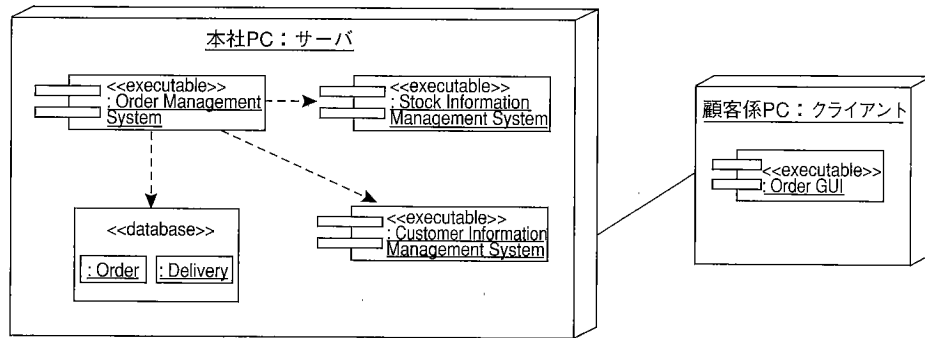 本社PC：サーバ
<<executable>>
: Order Management
System
<<executable>>
: Stock Information
Management System
<<database>>
: Order
: Delivery
<<executable>>
: Customer Information
Management System
顧客係PC：クライアント
<<executable>>
: Order GUI